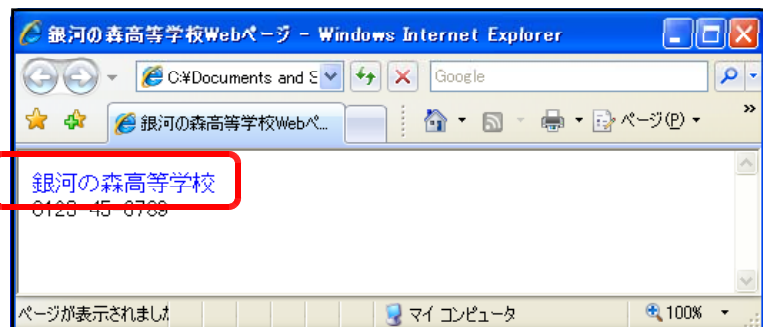 銀河の森高等学校Webページ - Windows Internet Explorer
C:¥Documents and S
Google
銀河の森高等学校Webペ...
ページ(P)
»
銀河の森高等学校
0123-45-6789
ページが表示されました
マイ コンピュータ
100%